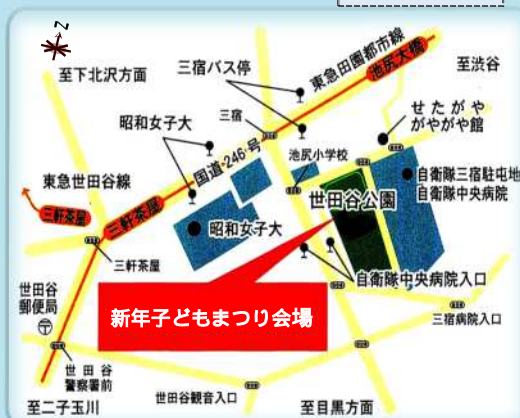 N
至下北沢方面
三宿バス停
東急田園都市線
池尻大橋
至渋谷
昭和女子大
三宿
せたがや
がやがや館
国道・246・号
池尻小学校
東急世田谷線
三軒茶屋
三軒茶屋
世田谷公園
自衛隊三宿駐屯地
自衛隊中央病院
昭和女子大
三軒茶屋
自衛隊中央病院入口
世田谷
郵便局
〒
新年子どもまつり会場
三宿病院入口
世田谷
警察署前
世田谷観音入口
至二子玉川
至目黒方面